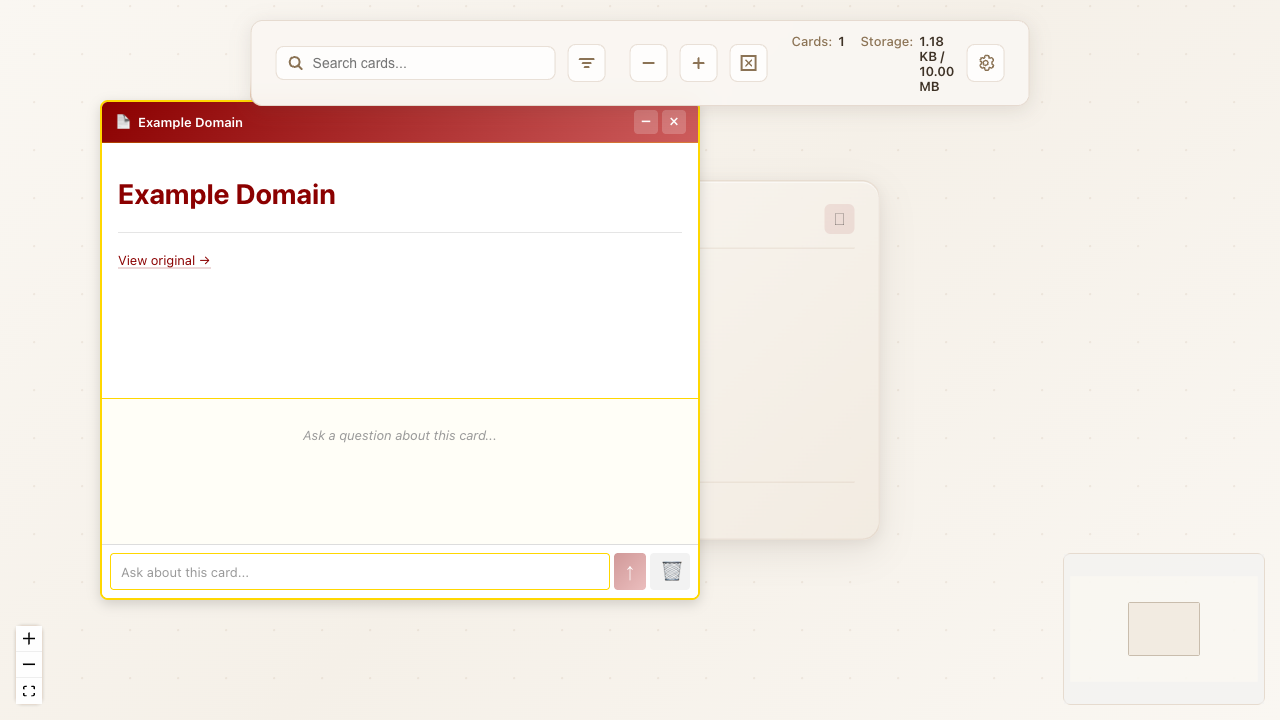 Search cards...
Cards: 1
Storage: 1.18
KB /
10.00
MB
Example Domain
Example Domain
View original →
Ask a question about this card...
Ask about this card...